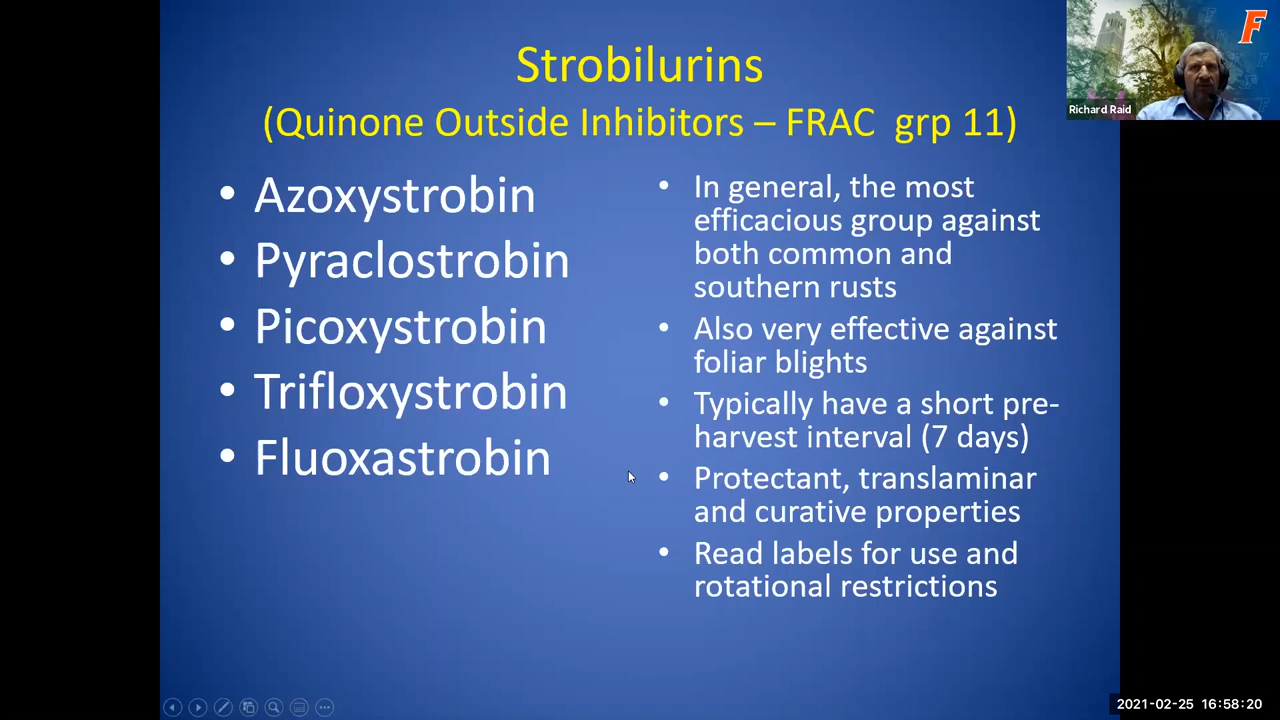 Strobilurins
(Quinone Outside Inhibitors – FRAC  grp 11)
• Azoxystrobin
• Pyraclostrobin
• Picoxystrobin
• Trifloxystrobin
• Fluoxastrobin
• In general, the most
efficacious group against
both common and
southern rusts
• Also very effective against
foliar blights
• Typically have a short pre-
harvest interval (7 days)
• Protectant, translaminar
and curative properties
• Read labels for use and
rotational restrictions
F
Richard Raid
2021-02-25 16:58:20